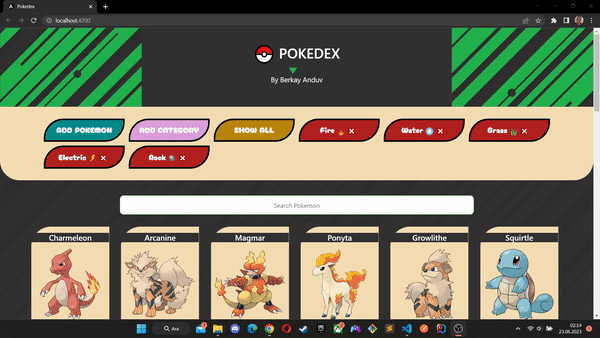 Pokedex
localhost:4200
POKEDEX
By Berkay Anduv
ADD POKEMON
ADD CATEGORY
SHOW ALL
Fire 🔥 ✕
Water 💧 ✕
Grass 🌿 ✕
Electric ⚡ ✕
Rock 🪨 ✕
Search Pokemon
Charmeleon
Arcanine
Magmar
Ponyta
Growlithe
Squirtle
Ara
02:14
23.06.2023